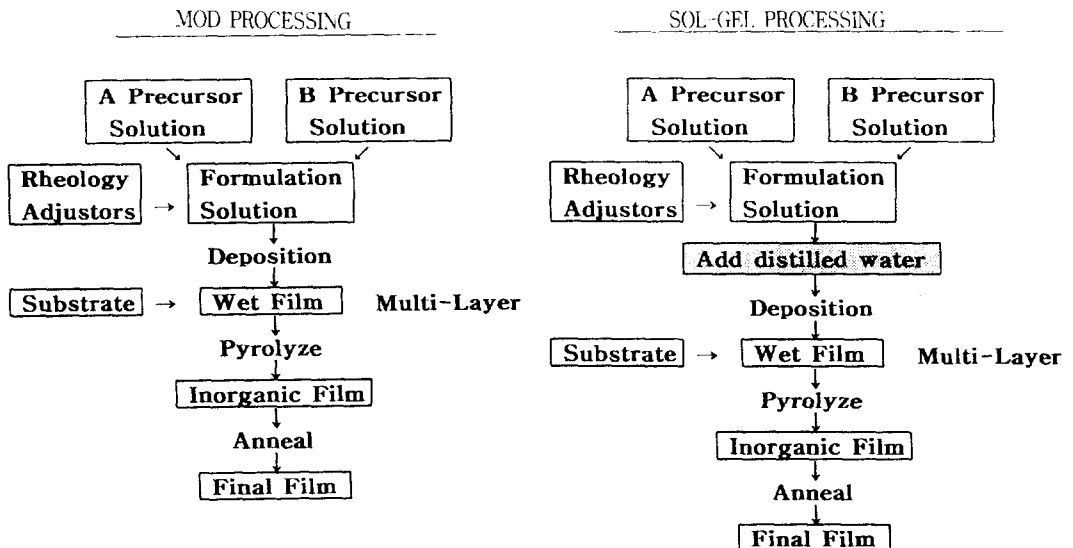 MOD PROCESSING
A Precursor
Solution
B Precursor
Solution
Rheology
Adjustors →
Formulation
Solution
Deposition
Substrate →
Wet Film
Multi-Layer
Pyrolyze
Inorganic Film
Anneal
Final Film
SOL-GEL PROCESSING
A Precursor
Solution
B Precursor
Solution
Rheology
Adjustors →
Formulation
Solution
Add distilled water
Deposition
Substrate →
Wet Film
Multi-Layer
Pyrolyze
Inorganic Film
Anneal
Final Film